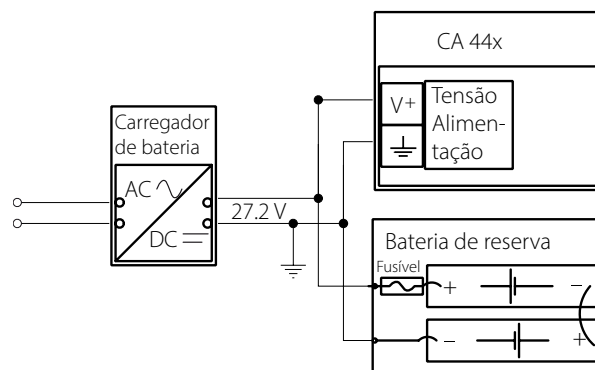 CA 44x
V+
Tensão
Alimen-
tação
Carregador
de bateria
AC
DC
27.2 V
Bateria de reserva
Fusível
+ -
- +